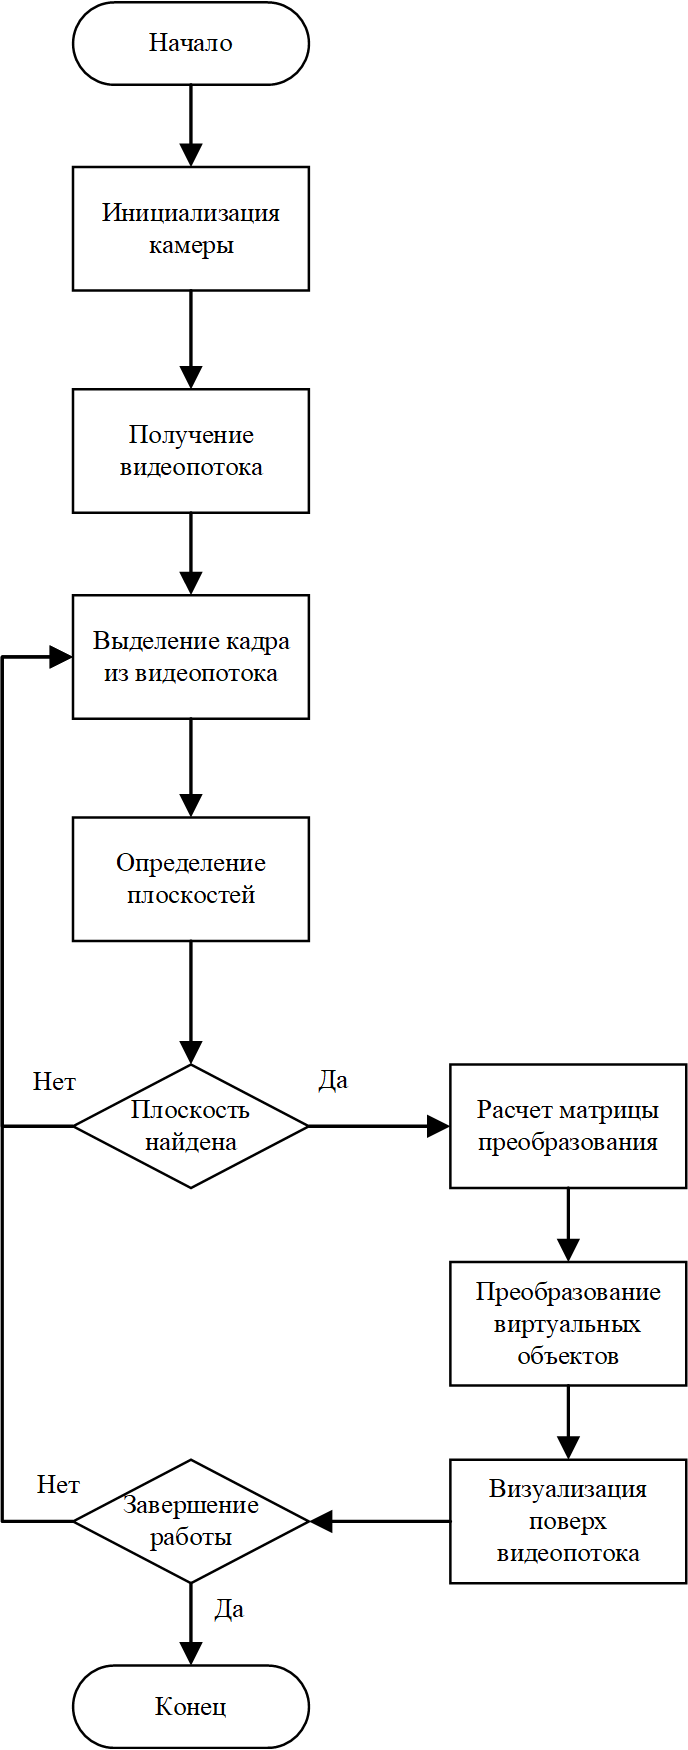 Начало
Инициализация
камеры
Получение
видеопотока
Выделение кадра
из видеопотока
Определение
плоскостей
Нет
Да
Плоскость
найдена
Расчет матрицы
преобразования
Преобразование
виртуальных
объектов
Визуализация
поверх
видеопотока
Нет
Завершение
работы
Да
Конец